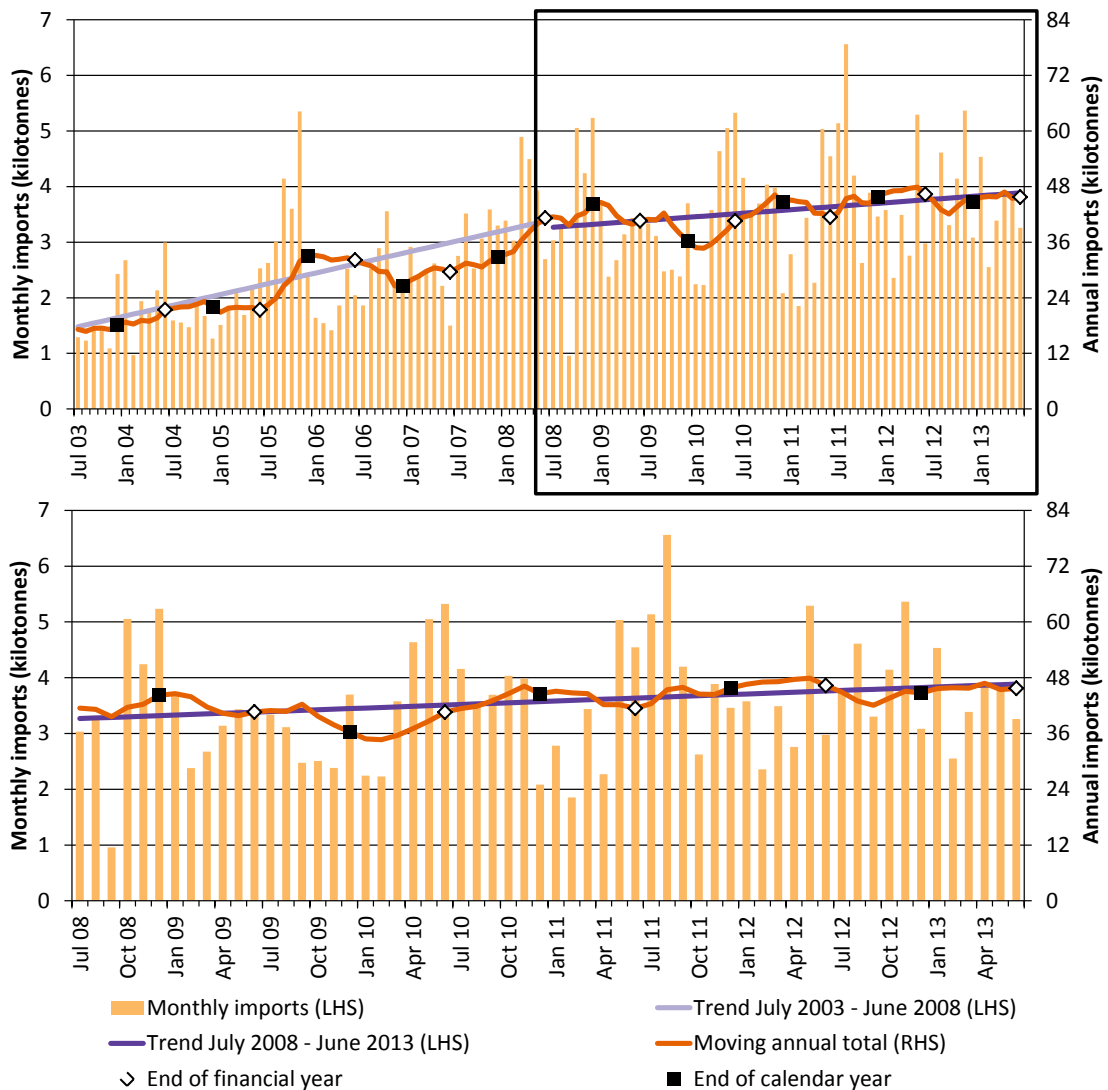 Monthly imports (kilotonnes)
7
6
5
4
3
2
1
0
84
72
60
48
36
24
12
0
Annual imports (kilotonnes)
Jul 03
Jan 04
Jul 04
Jan 05
Jul 05
Jan 06
Jul 06
Jan 07
Jul 07
Jan 08
Jul 08
Jan 09
Jul 09
Jan 10
Jul 10
Jan 11
Jul 11
Jan 12
Jul 12
Jan 13
Monthly imports (kilotonnes)
7
6
5
4
3
2
1
0
84
72
60
48
36
24
12
0
Annual imports (kilotonnes)
Jul 08
Oct 08
Jan 09
Apr 09
Jul 09
Oct 09
Jan 10
Apr 10
Jul 10
Oct 10
Jan 11
Apr 11
Jul 11
Oct 11
Jan 12
Apr 12
Jul 12
Oct 12
Jan 13
Apr 13
Monthly imports (LHS)
Trend July 2003 - June 2008 (LHS)
Trend July 2008 - June 2013 (LHS)
Moving annual total (RHS)
End of financial year
End of calendar year